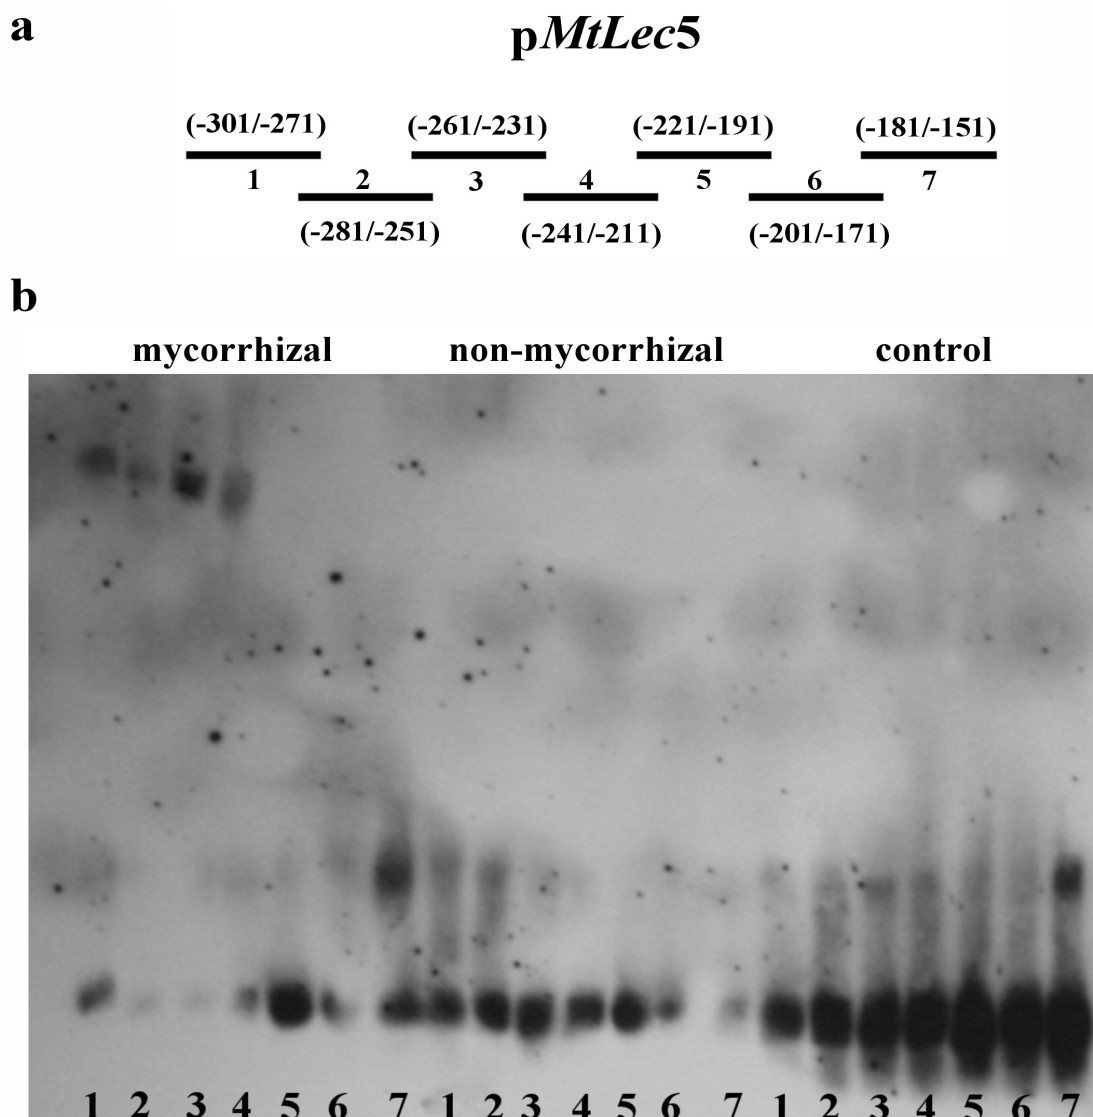 a
pMtLec5
(-301/-271) (-261/-231) (-221/-191) (-181/-151)
1 2 3 4 5 6 7
(-281/-251) (-241/-211) (-201/-171)
b
mycorrhizal non-mycorrhizal control
1 2 3 4 5 6 7 1 2 3 4 5 6 7 1 2 3 4 5 6 7